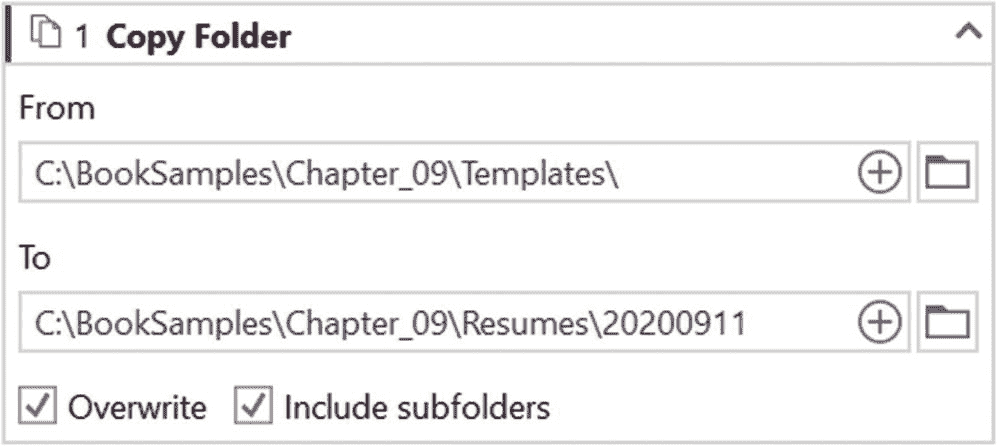 1 Copy Folder
From
C:\BookSamples\Chapter_09\Templates\
To
C:\BookSamples\Chapter_09\Resumes\20200911
Overwrite Include subfolders